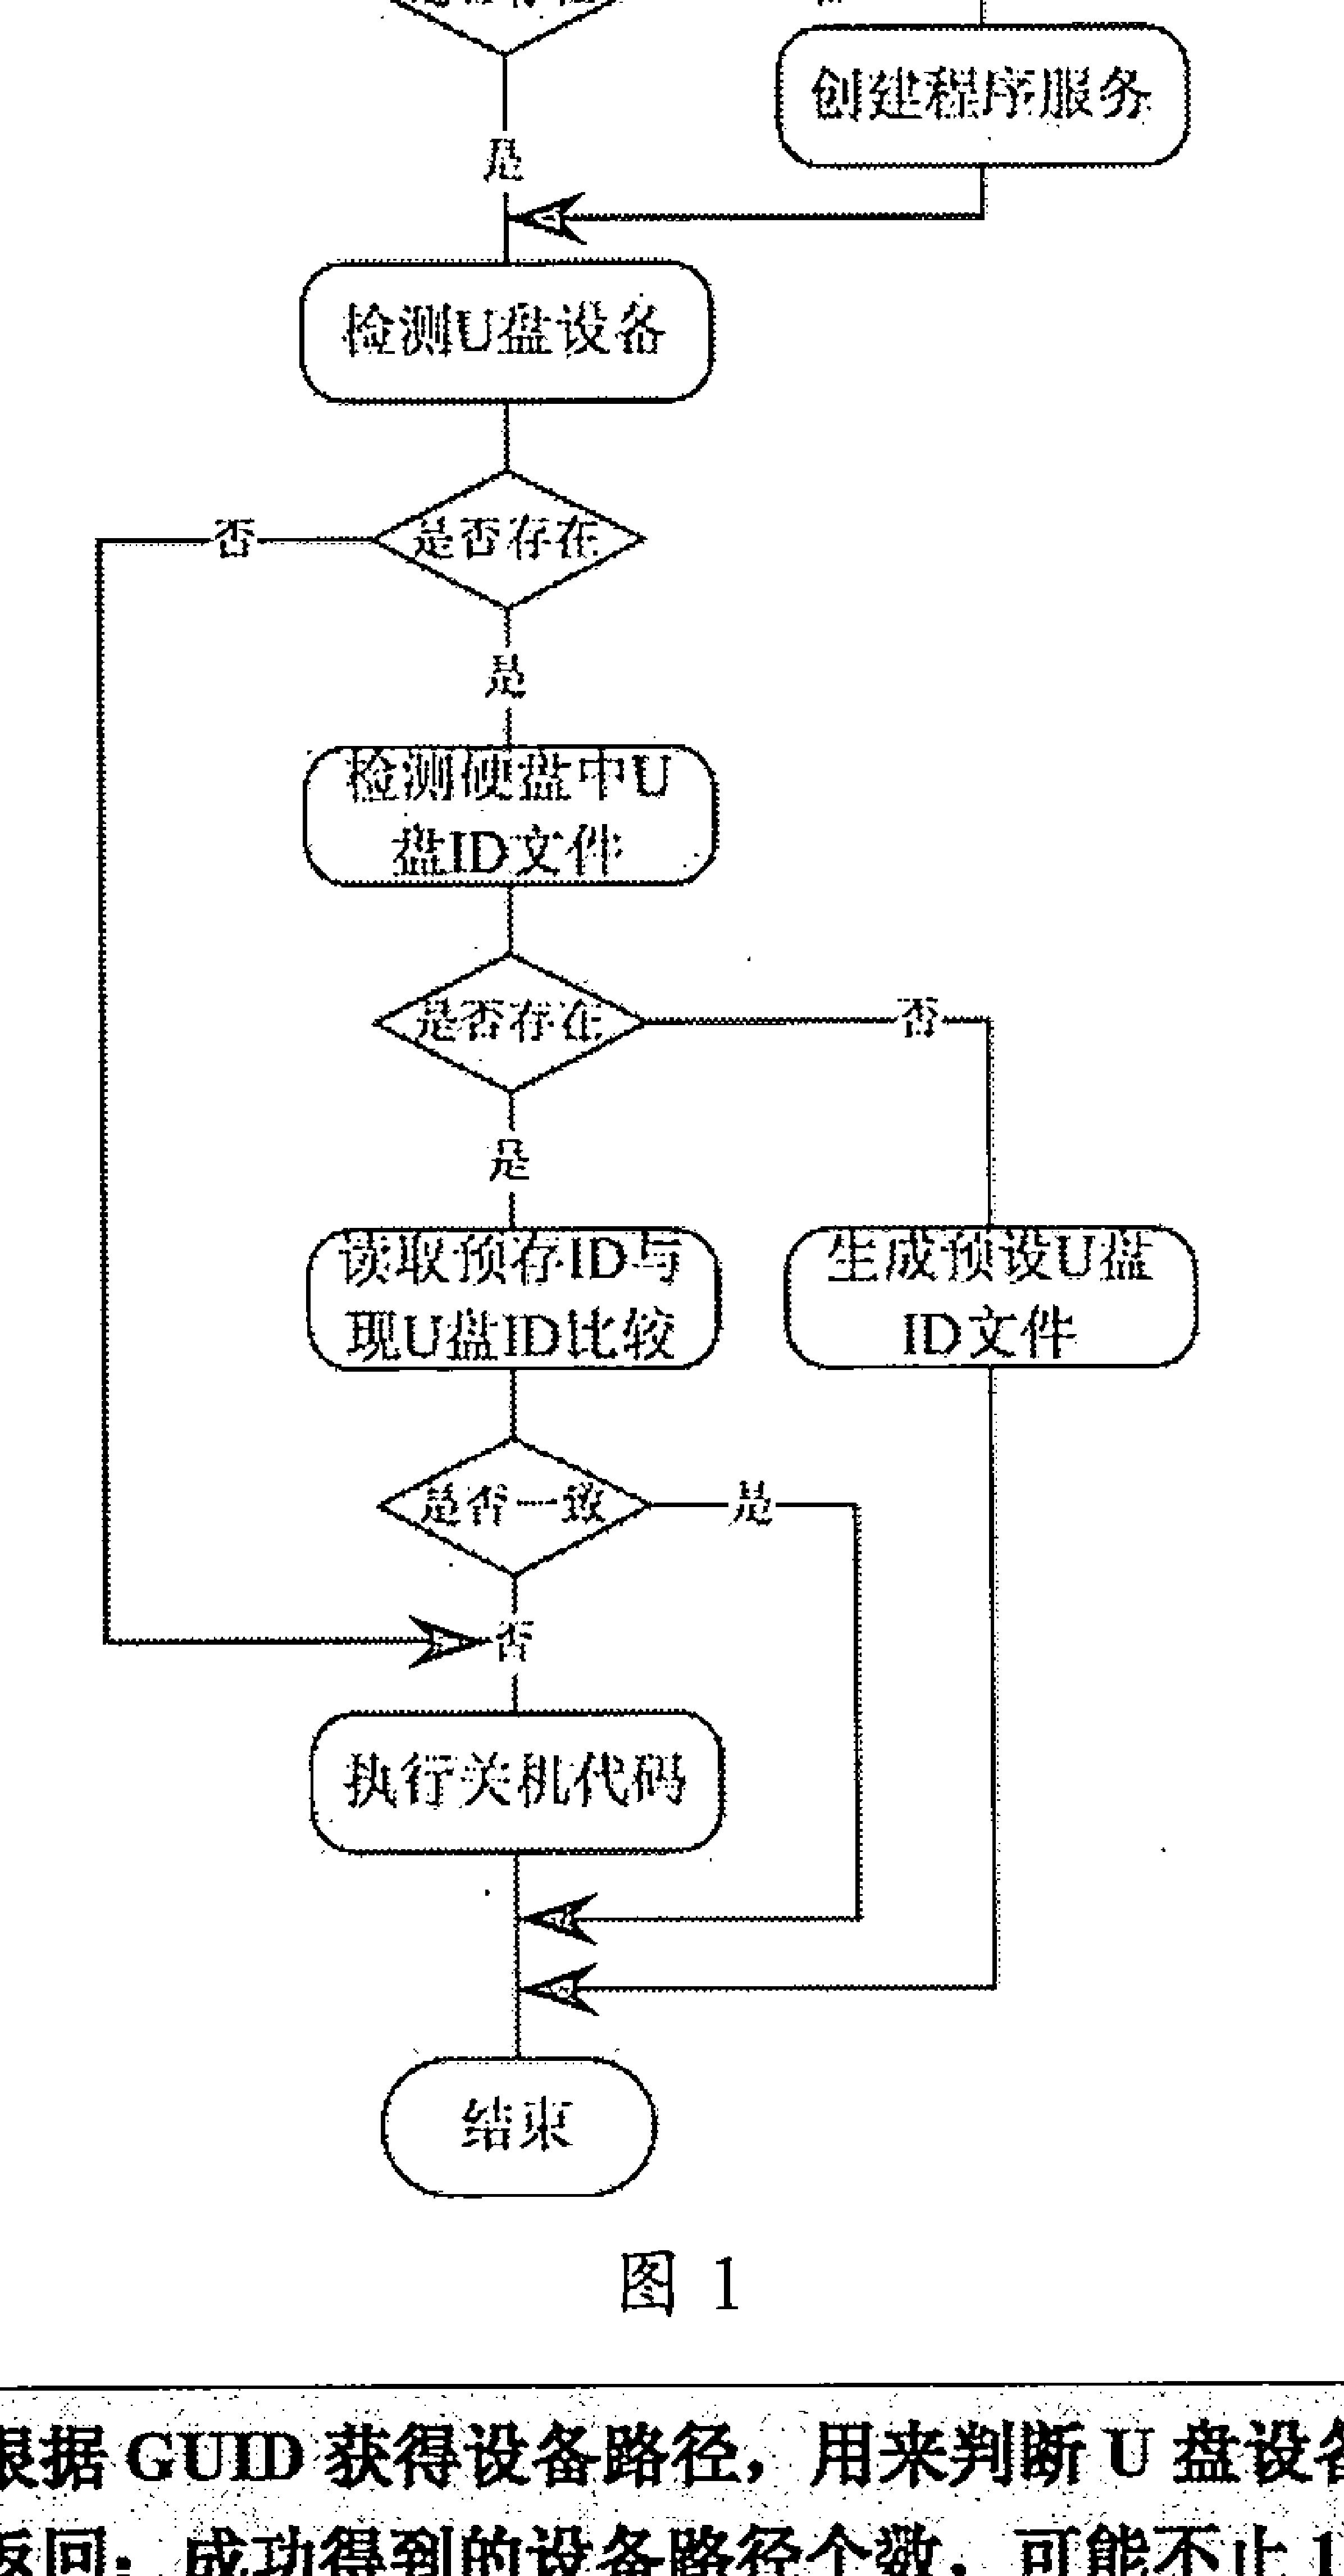 创建程序服务
是
检测U盘设备
否
是否存在
是
检测硬盘中U
盘ID文件
是否存在
否
是
读取预存ID与
现U盘ID比较
生成预设U盘
ID文件
是否一致
是
否
执行关机代码
结束
图 1
根据 GUID 获得设备路径，用来判断 U 盘设备
返回：成功得到的设备路径个数，可能不止 1